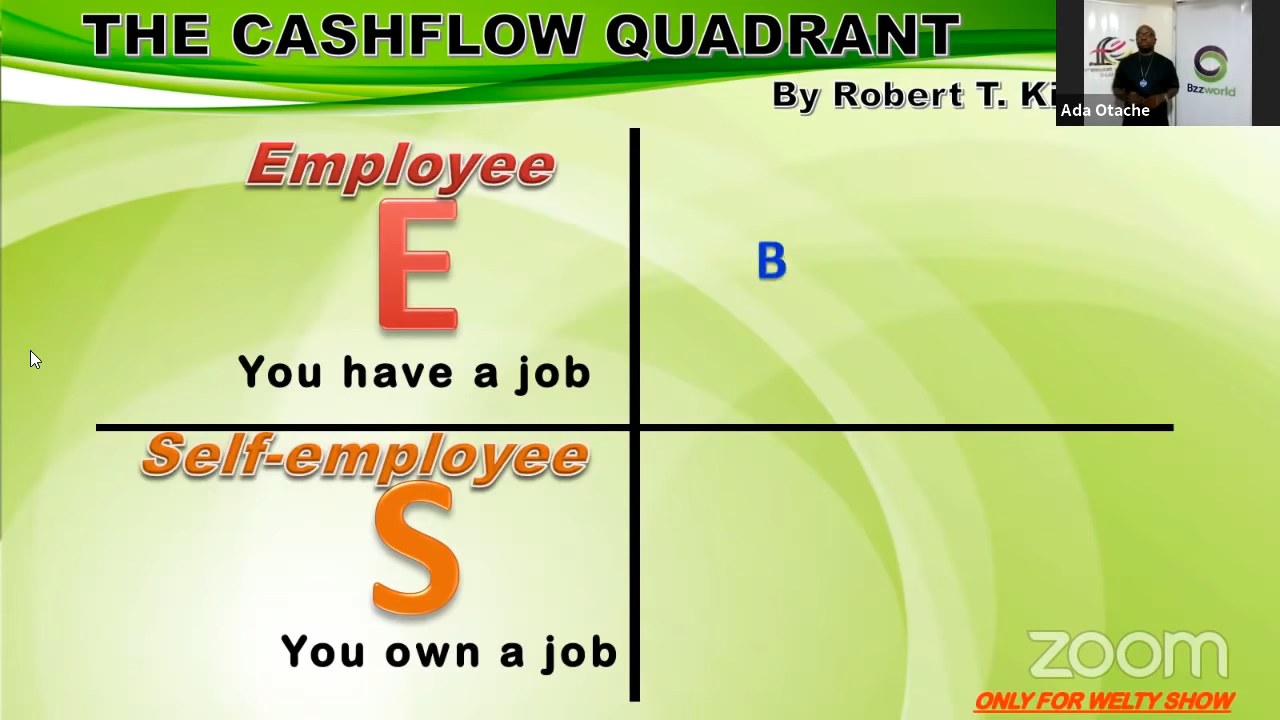 THE CASHFLOW QUADRANT
By Robert T. Ki
Bzzworld
Ada Otache
Employee
E
You have a job
B
Self-employee
S
You own a job
zoom
ONLY FOR WELTY SHOW